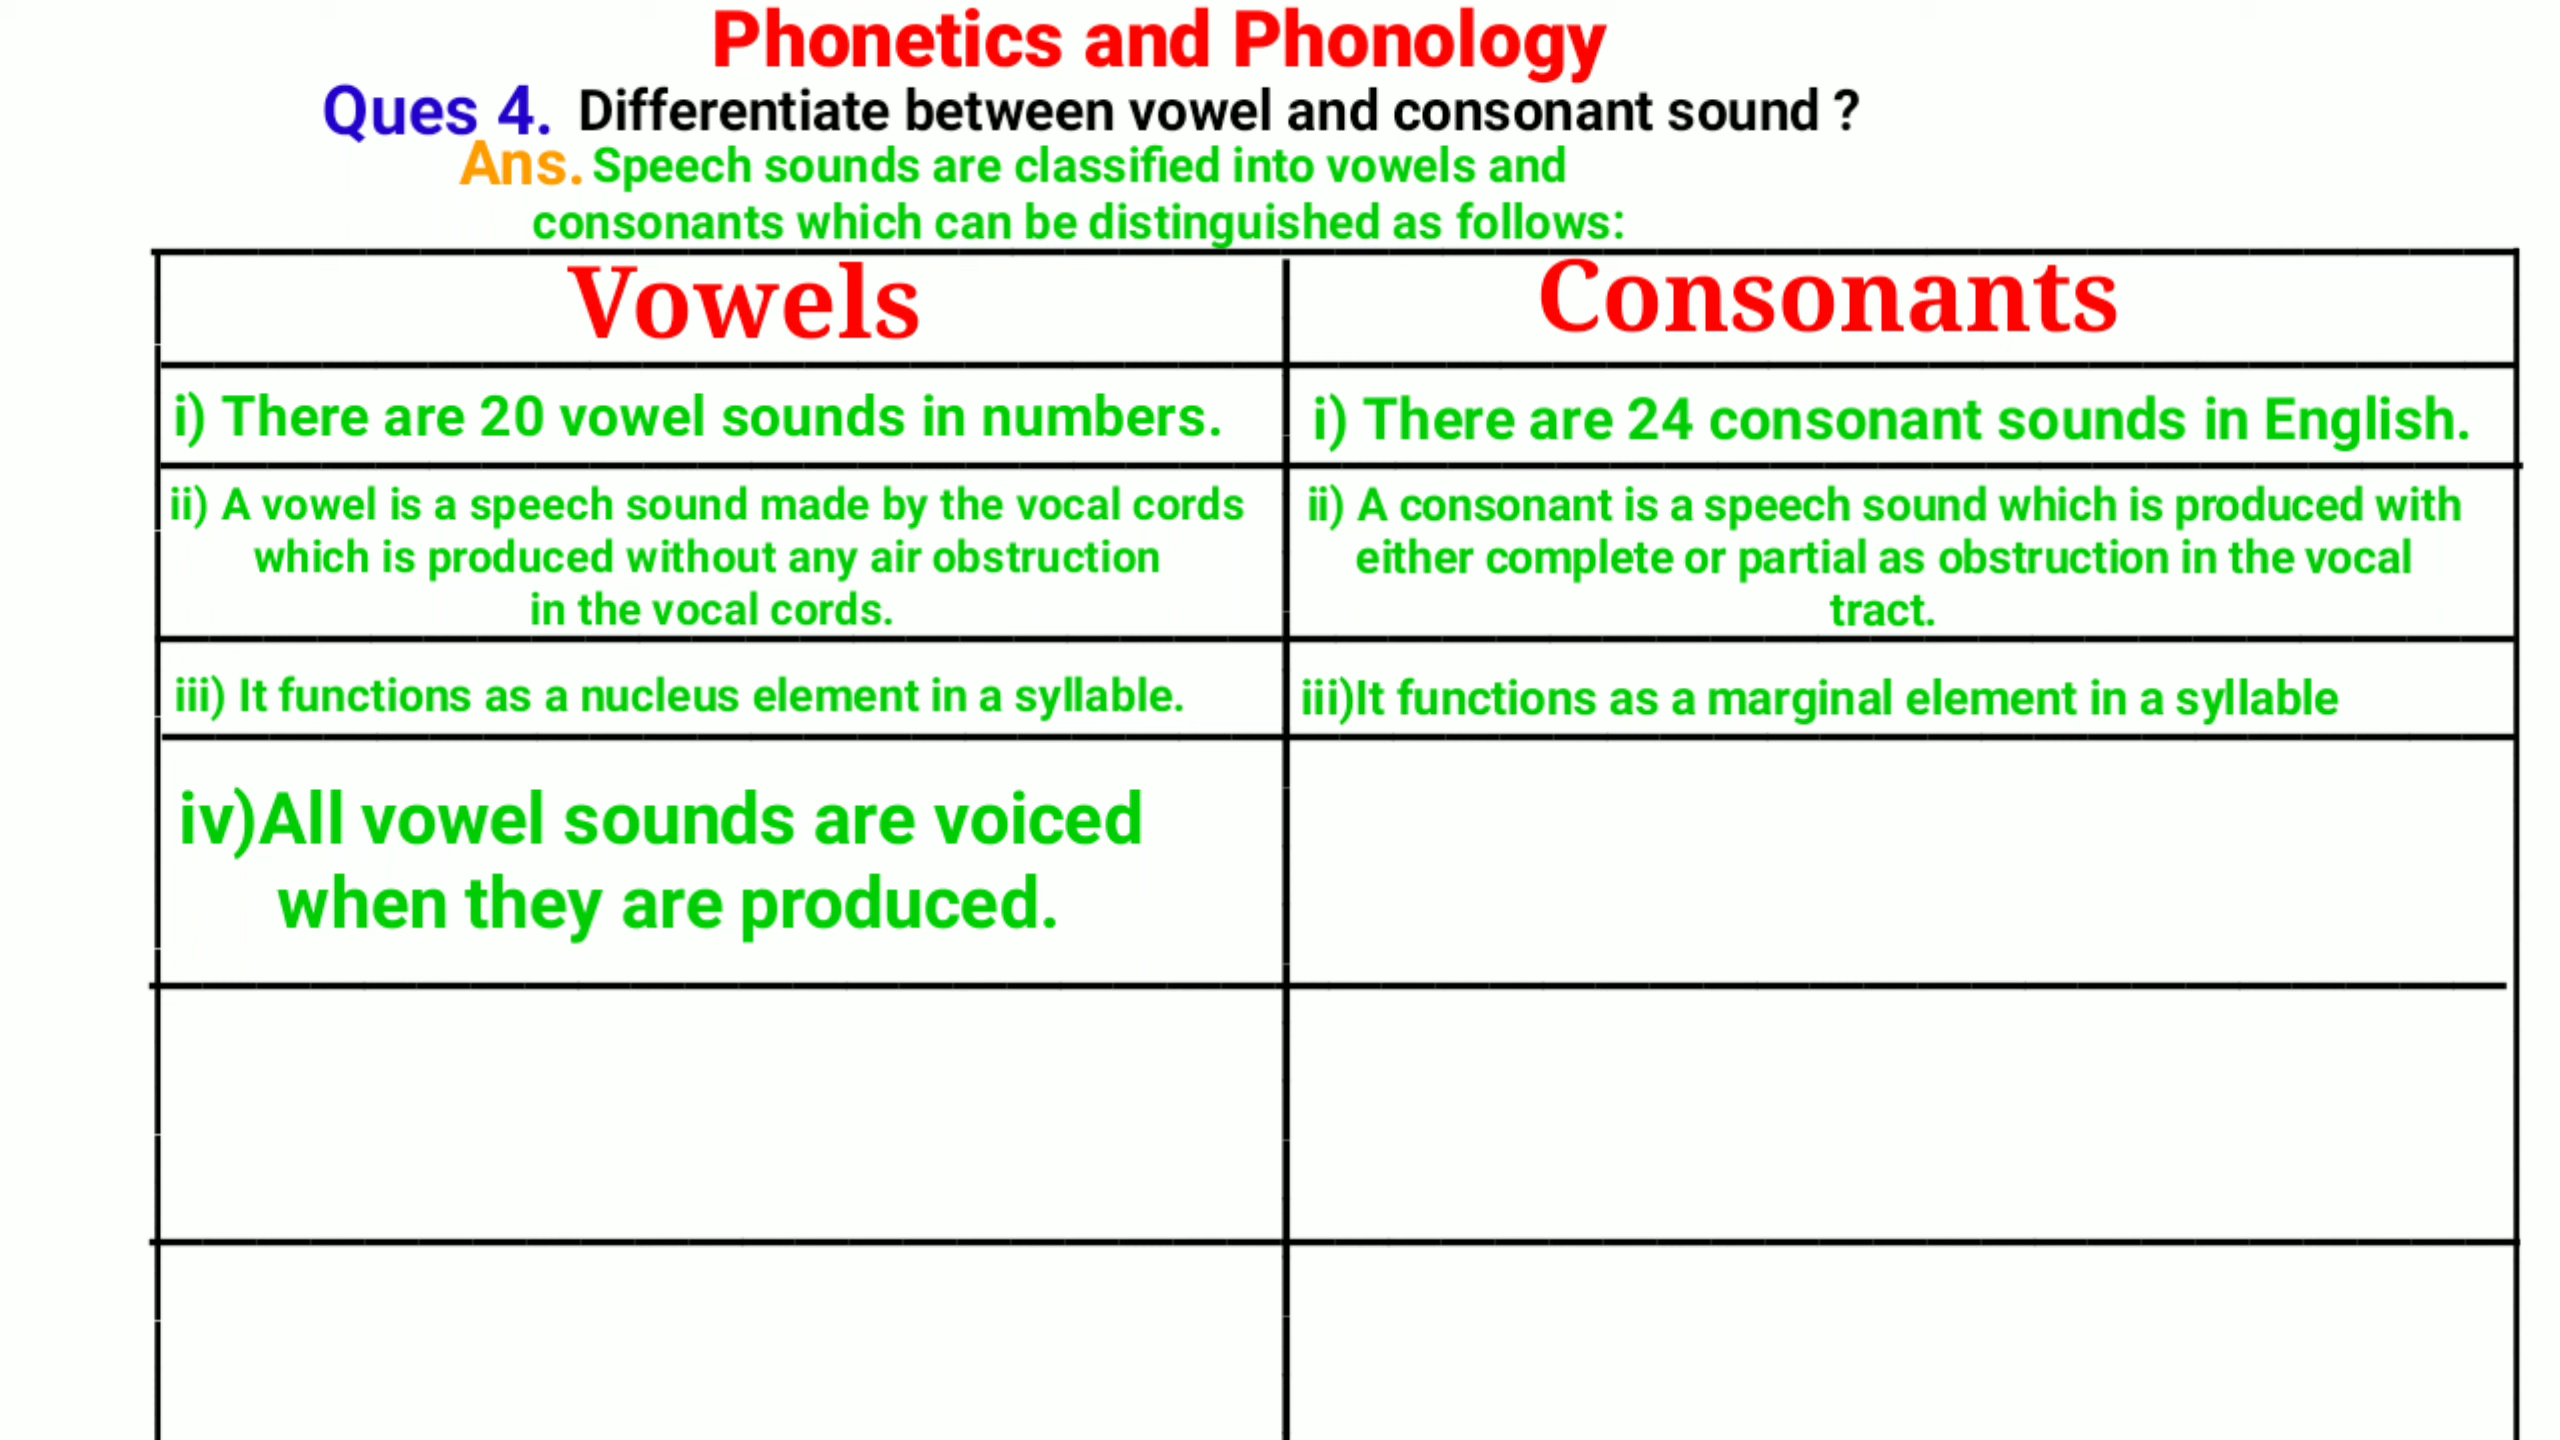 Phonetics and Phonology
Ques 4. Differentiate between vowel and consonant sound ?
Ans. Speech sounds are classified into vowels and
consonants which can be distinguished as follows:
Vowels
Consonants
i) There are 20 vowel sounds in numbers.
i) There are 24 consonant sounds in English.
ii) A vowel is a speech sound made by the vocal cords
which is produced without any air obstruction
in the vocal cords.
ii) A consonant is a speech sound which is produced with
either complete or partial as obstruction in the vocal
tract.
iii) It functions as a nucleus element in a syllable.
iii)It functions as a marginal element in a syllable
iv)All vowel sounds are voiced
when they are produced.